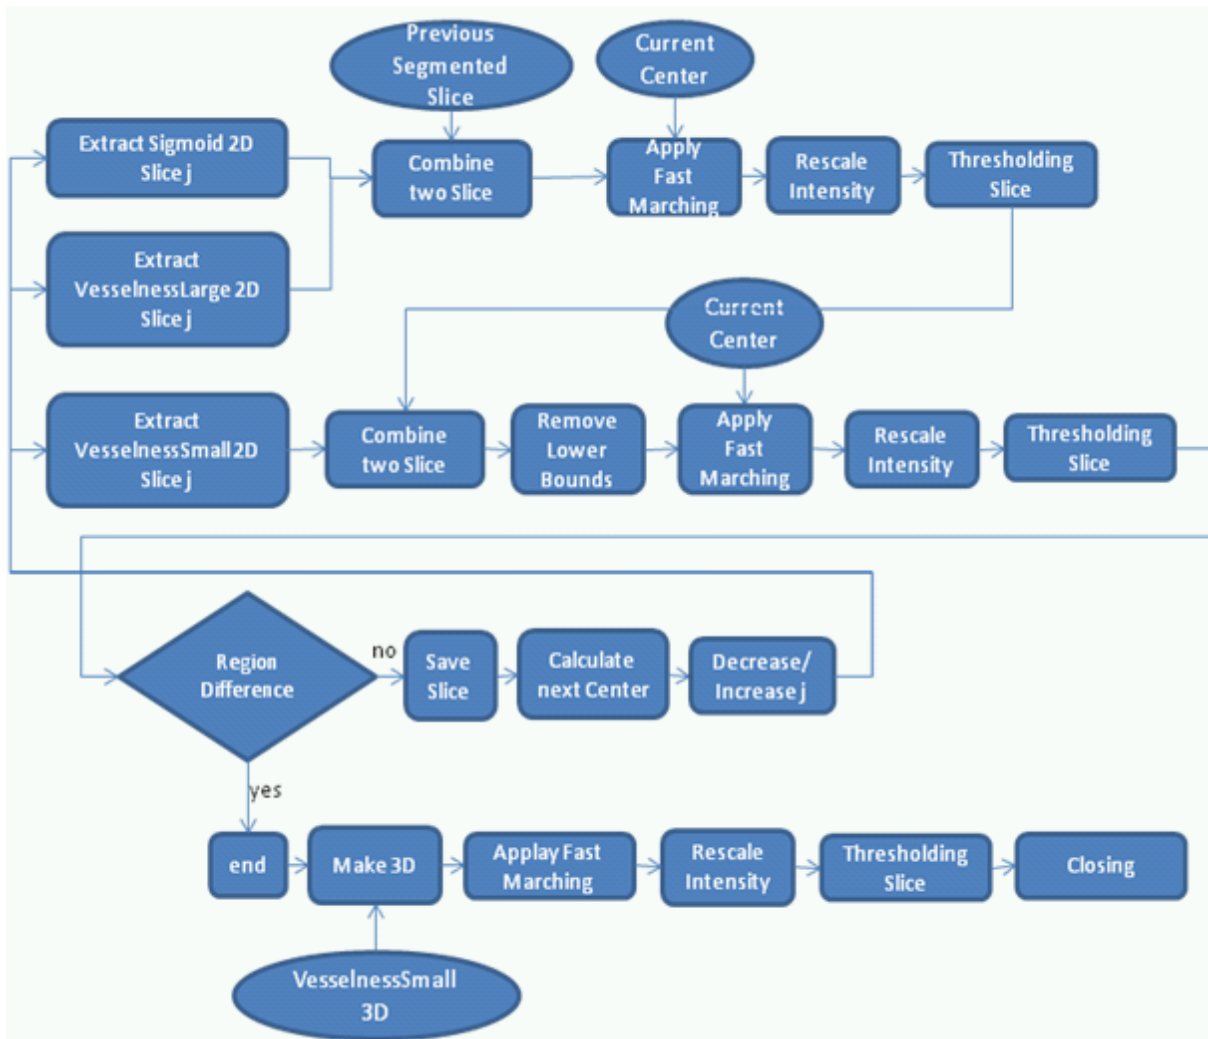 Previous
Segmented
Slice
Current
Center
Extract Sigmoid 2D
Slice j
Combine
two Slice
Apply
Fast
Marching
Rescale
Intensity
Thresholding
Slice
Extract
VesselnessLarge 2D
Slice j
Current
Center
Extract
VesselnessSmall 2D
Slice j
Combine
two Slice
Remove
Lower
Bounds
Apply
Fast
Marching
Rescale
Intensity
Thresholding
Slice
Region
Difference
no
Save
Slice
Calculate
next Center
Decrease/
Increase j
yes
end
Make 3D
Applay Fast
Marching
Rescale
Intensity
Thresholding
Slice
Closing
VesselnessSmall
3D